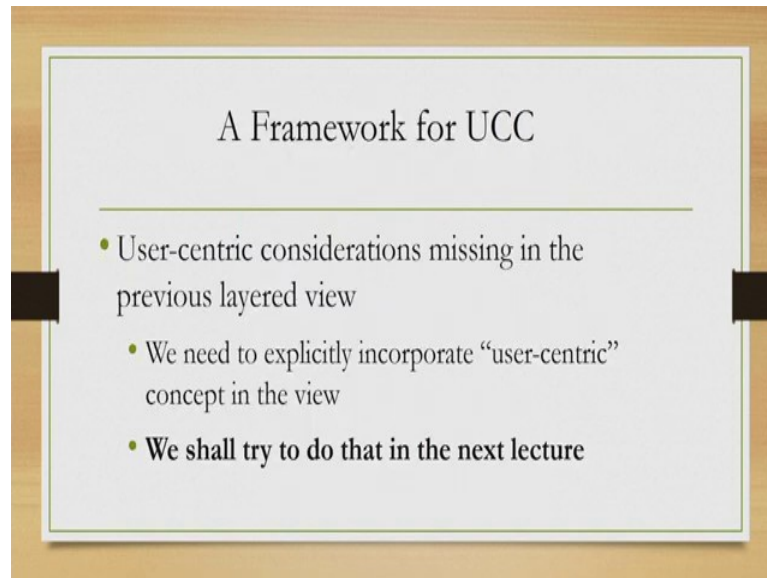 A Framework for UCC
• User-centric considerations missing in the
previous layered view
• We need to explicitly incorporate “user-centric”
concept in the view
• We shall try to do that in the next lecture